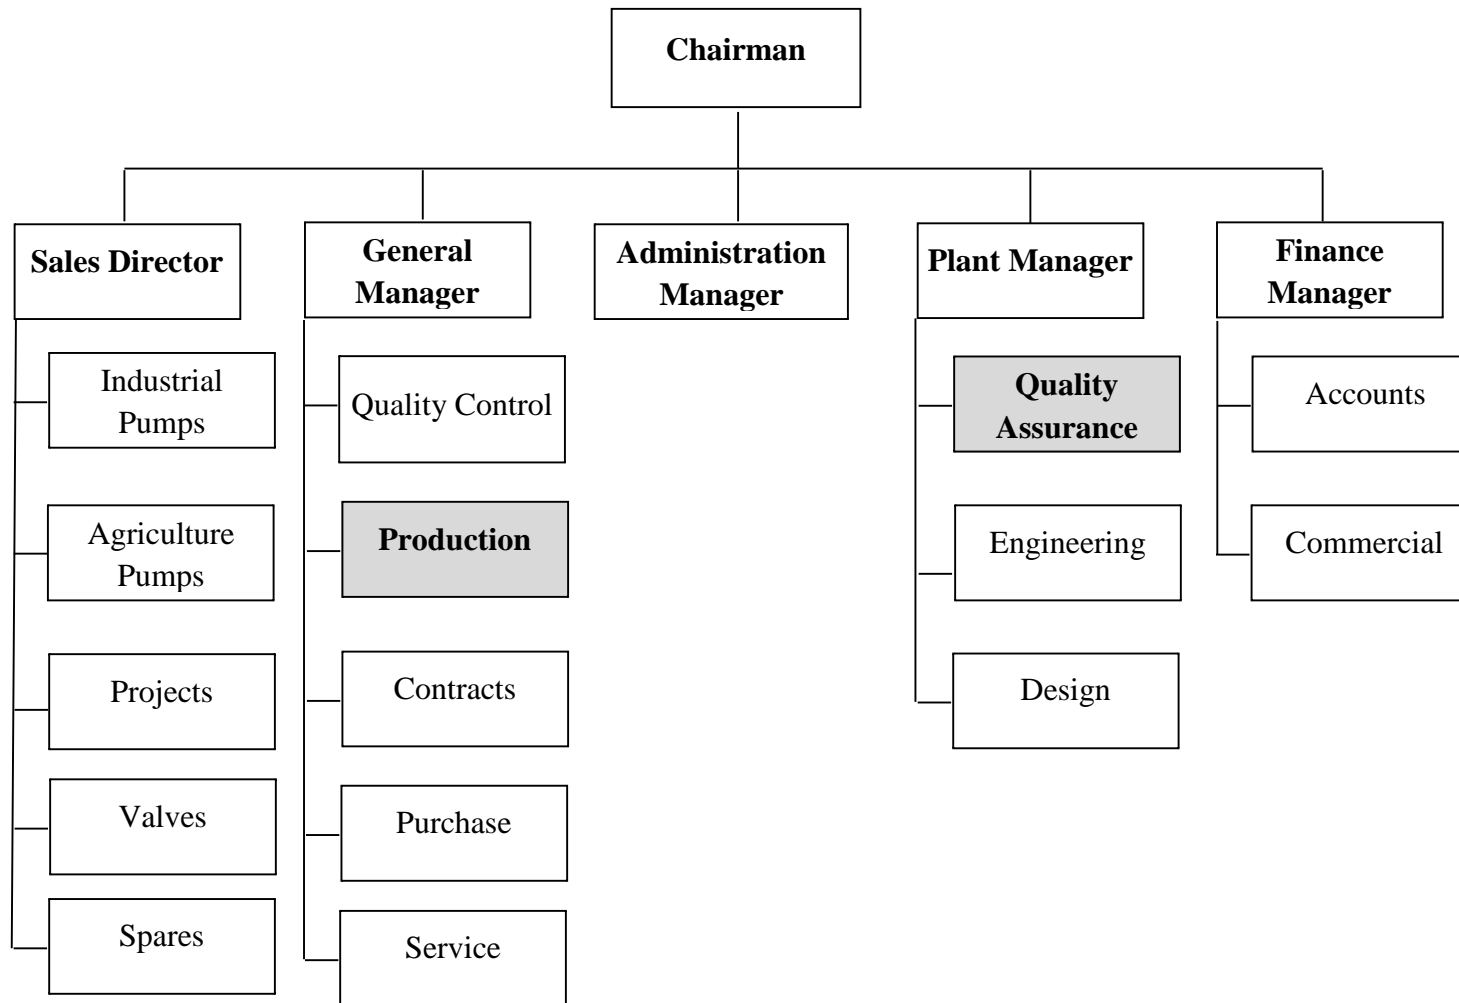 Chairman
Sales Director
General
Manager
Administration
Manager
Plant Manager
Finance
Manager
Industrial
Pumps
Agriculture
Pumps
Projects
Valves
Spares
Quality Control
Production
Contracts
Purchase
Service
Quality
Assurance
Engineering
Design
Accounts
Commercial